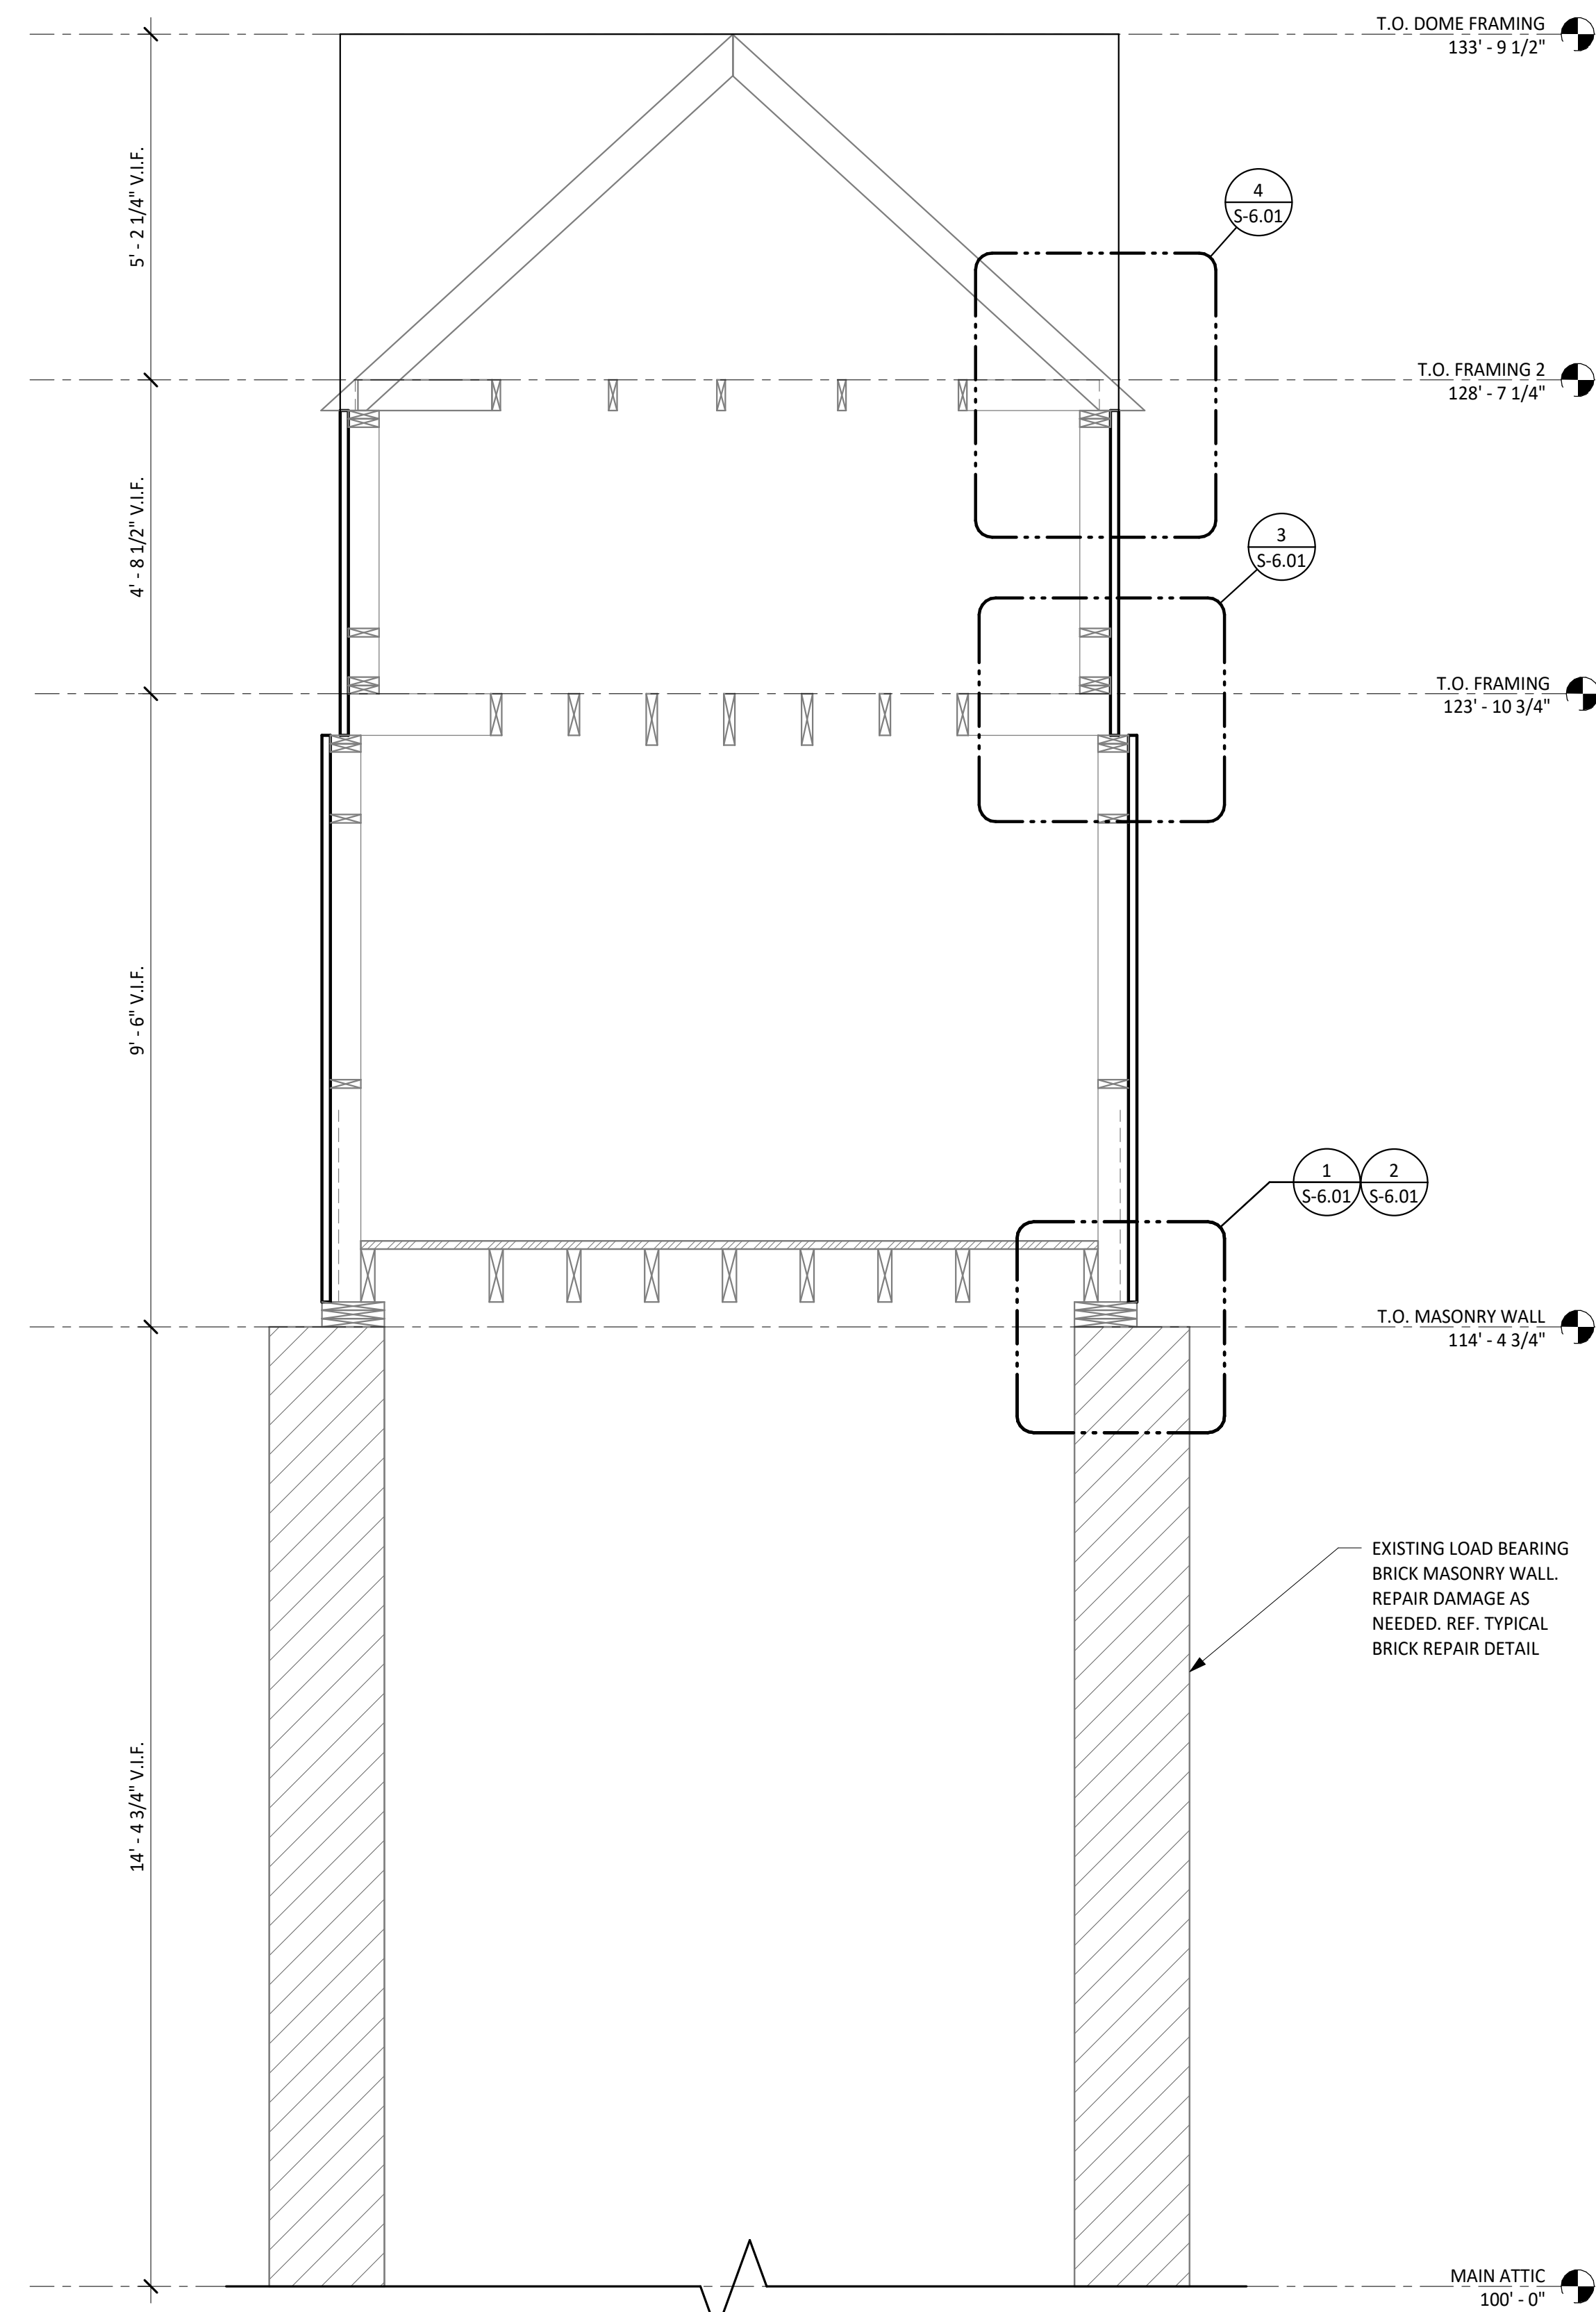 T.O. DOME FRAMING
133' - 9 1/2"
5' - 2 1/4" V.I.F.
4
S-6.01
T.O. FRAMING 2
128' - 7 1/4"
4' - 8 1/2" V.I.F.
3
S-6.01
T.O. FRAMING
123' - 10 3/4"
9' - 6" V.I.F.
1
S-6.01
2
S-6.01
T.O. MASONRY WALL
114' - 4 3/4"
EXISTING LOAD BEARING
BRICK MASONRY WALL.
REPAIR DAMAGE AS
NEEDED. REF. TYPICAL
BRICK REPAIR DETAIL
14' - 4 3/4" V.I.F.
MAIN ATTIC
100' - 0"